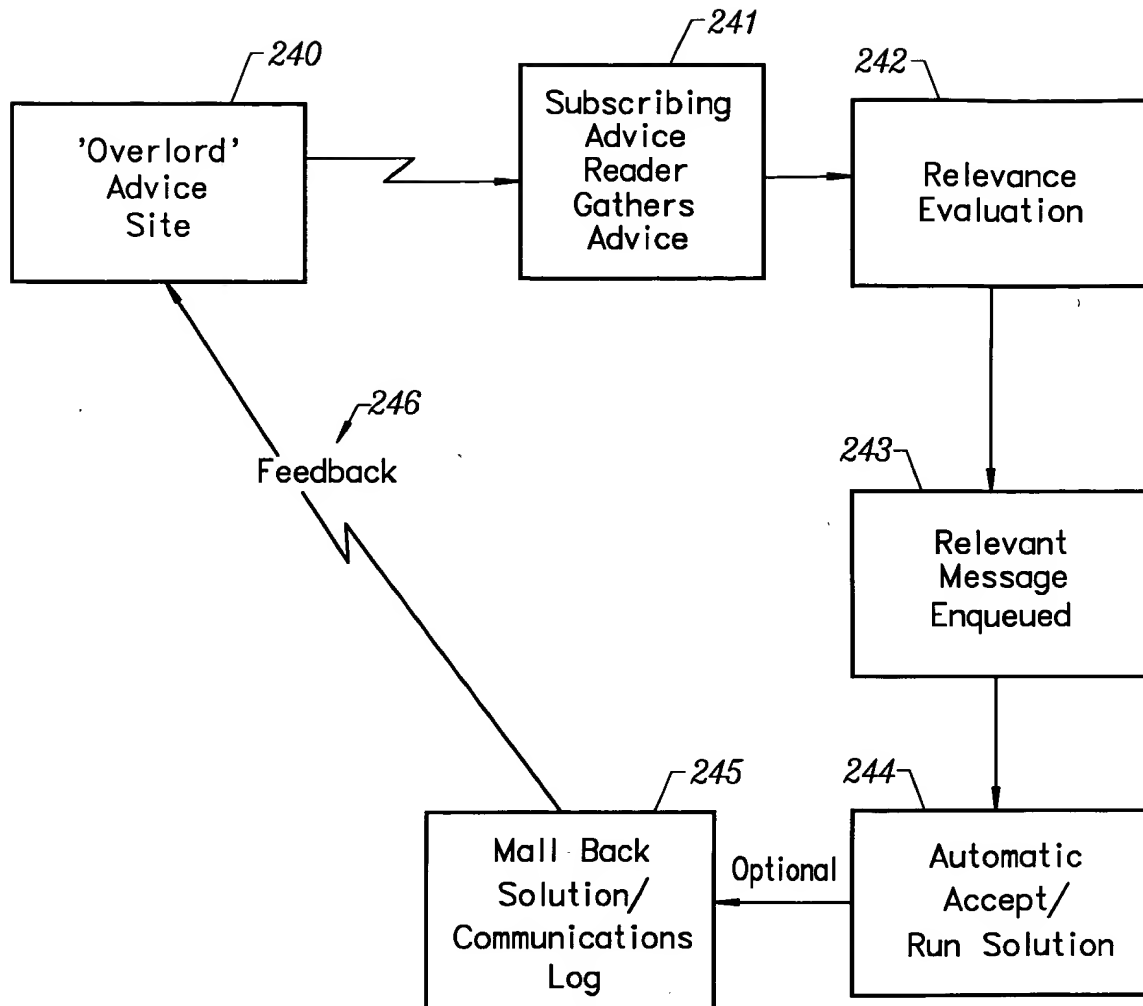 240
'Overlord'
Advice
Site
241
Subscribing
Advice
Reader
Gathers
Advice
242
Relevance
Evaluation
246
Feedback
243
Relevant
Message
Enqueued
245
Mall Back
Solution/
Communications
Log
Optional
244
Automatic
Accept/
Run Solution